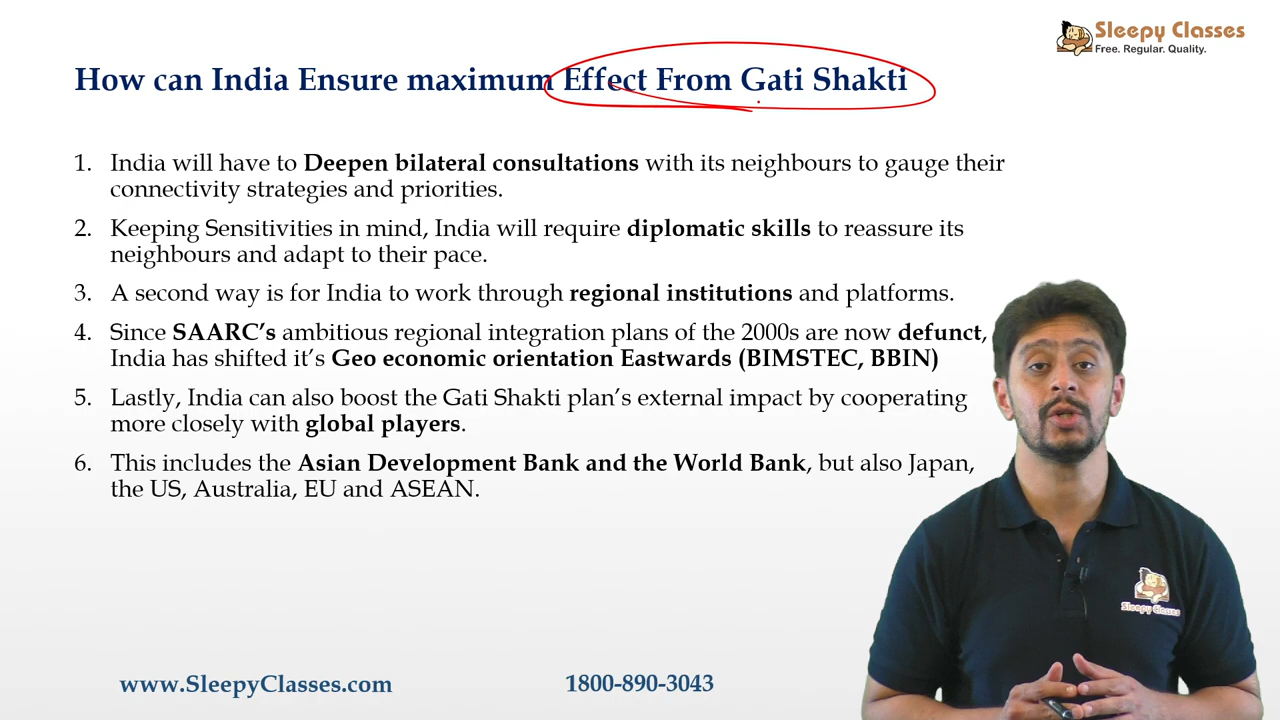 Sleepy Classes
Free. Regular. Quality.
How can India Ensure maximum Effect From Gati Shakti
1. India will have to Deepen bilateral consultations with its neighbours to gauge their
connectivity strategies and priorities.
2. Keeping Sensitivities in mind, India will require diplomatic skills to reassure its
neighbours and adapt to their pace.
3. A second way is for India to work through regional institutions and platforms.
4. Since SAARC's ambitious regional integration plans of the 2000s are now defunct,
India has shifted it's Geo economic orientation Eastwards (BIMSTEC, BBIN)
5. Lastly, India can also boost the Gati Shakti plan's external impact by cooperating
more closely with global players.
6. This includes the Asian Development Bank and the World Bank, but also Japan,
the US, Australia, EU and ASEAN.
Sleepy Classes
www.SleepyClasses.com
1800-890-3043